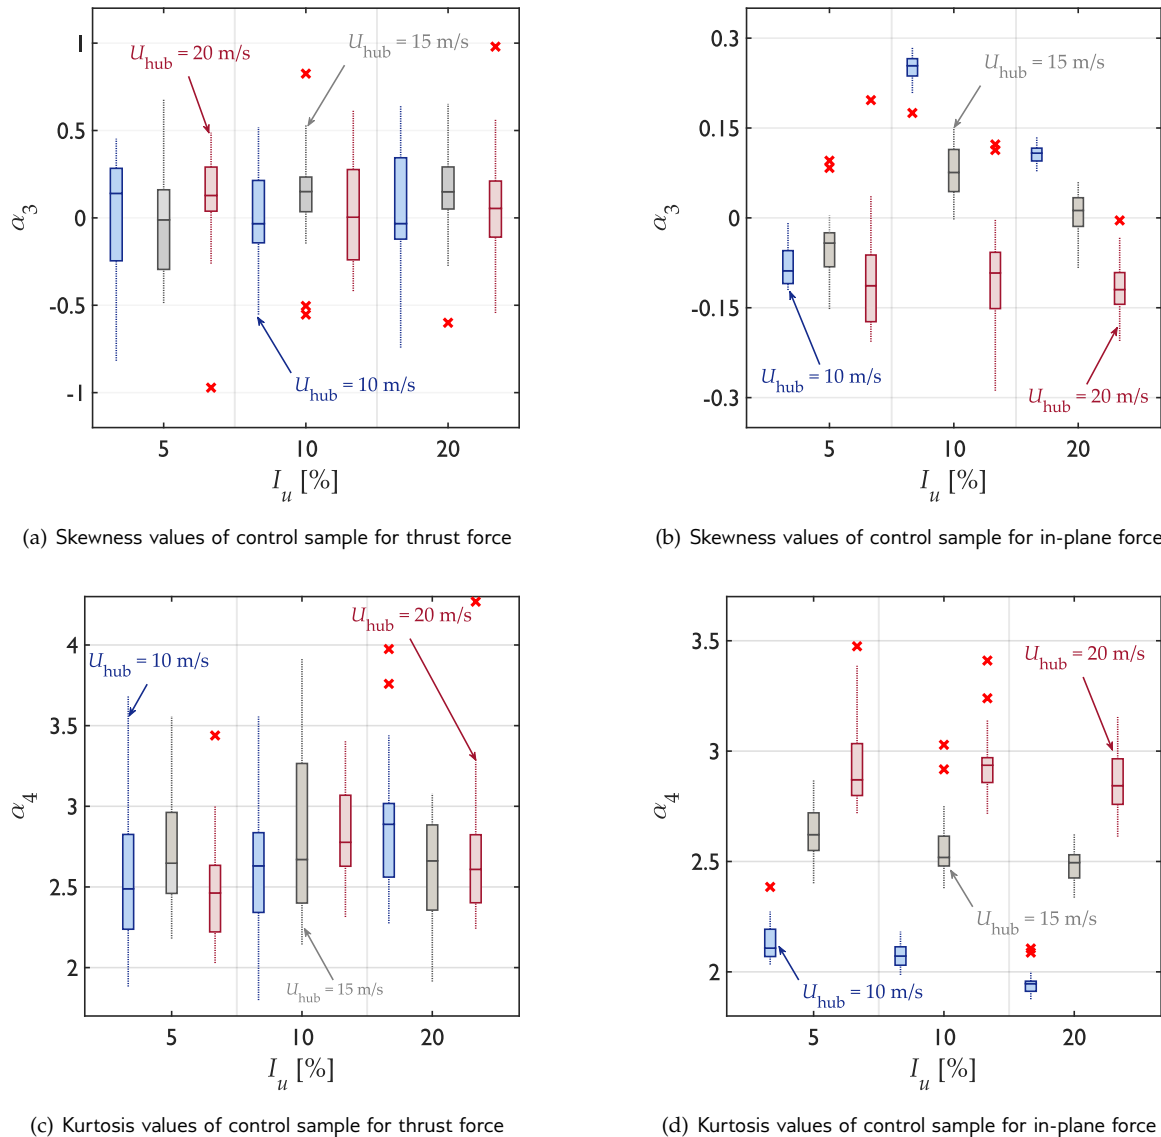 U_hub = 20 m/s
U_hub = 15 m/s
U_hub = 10 m/s
1
0.5
0
-0.5
-1
α_3
5 10 20
I_u [%]
(a) Skewness values of control sample for thrust force
U_hub = 15 m/s
U_hub = 10 m/s
U_hub = 20 m/s
0.3
0.15
0
-0.15
-0.3
α_3
5 10 20
I_u [%]
(b) Skewness values of control sample for in-plane force
U_hub = 20 m/s
U_hub = 10 m/s
U_hub = 15 m/s
4
3.5
3
2.5
2
α_4
5 10 20
I_u [%]
(c) Kurtosis values of control sample for thrust force
U_hub = 20 m/s
U_hub = 15 m/s
U_hub = 10 m/s
3.5
3
2.5
2
α_4
5 10 20
I_u [%]
(d) Kurtosis values of control sample for in-plane force